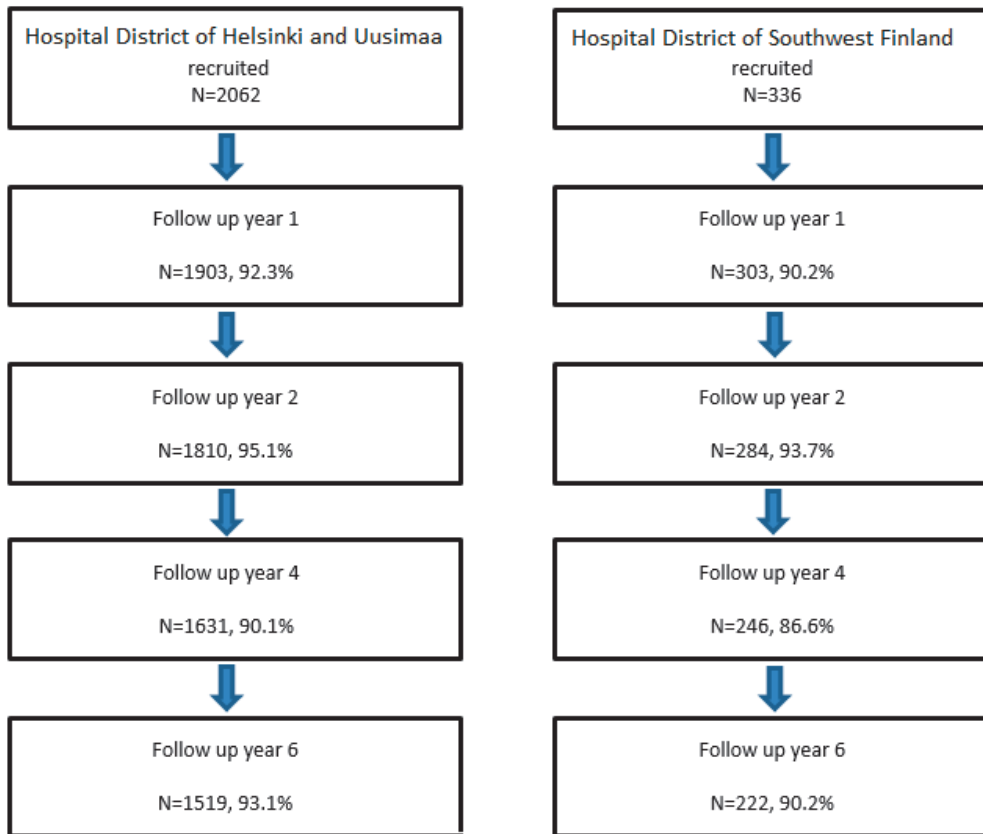 Hospital District of Helsinki and Uusimaa
recruited
N=2062
Follow up year 1
N=1903, 92.3%
Follow up year 2
N=1810, 95.1%
Follow up year 4
N=1631, 90.1%
Follow up year 6
N=1519, 93.1%
Hospital District of Southwest Finland
recruited
N=336
Follow up year 1
N=303, 90.2%
Follow up year 2
N=284, 93.7%
Follow up year 4
N=246, 86.6%
Follow up year 6
N=222, 90.2%